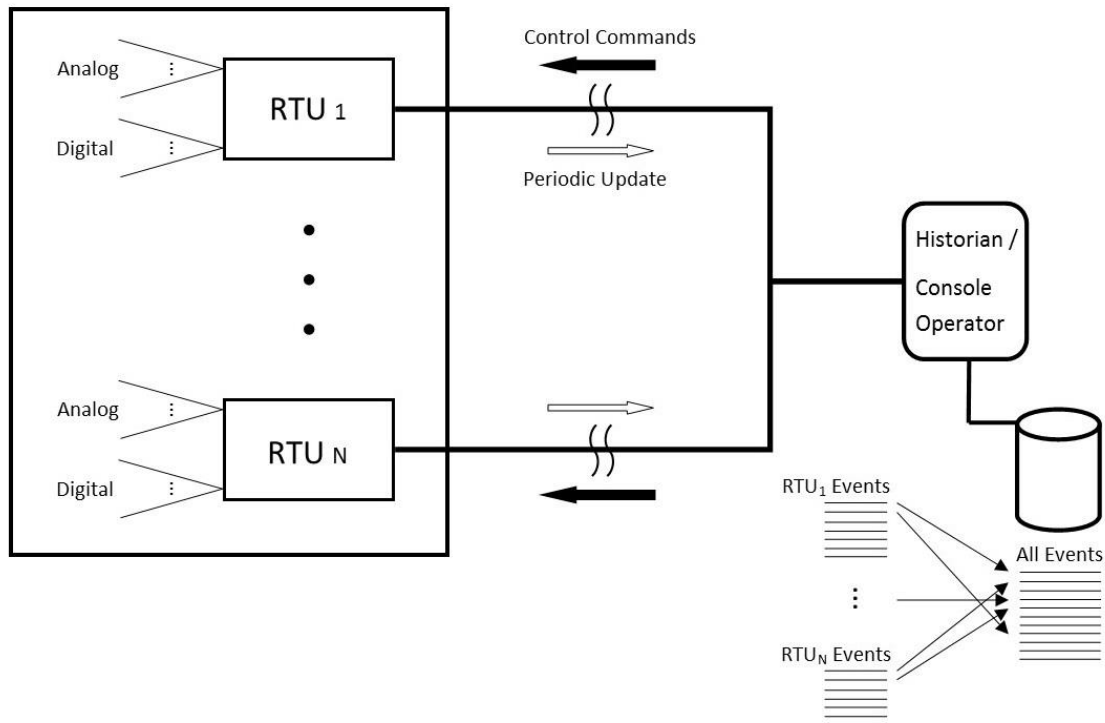 Control Commands
Analog
RTU 1
Digital
Periodic Update
Historian /
Console
Operator
Analog
RTU N
Digital
RTU1 Events
All Events
RTUN Events